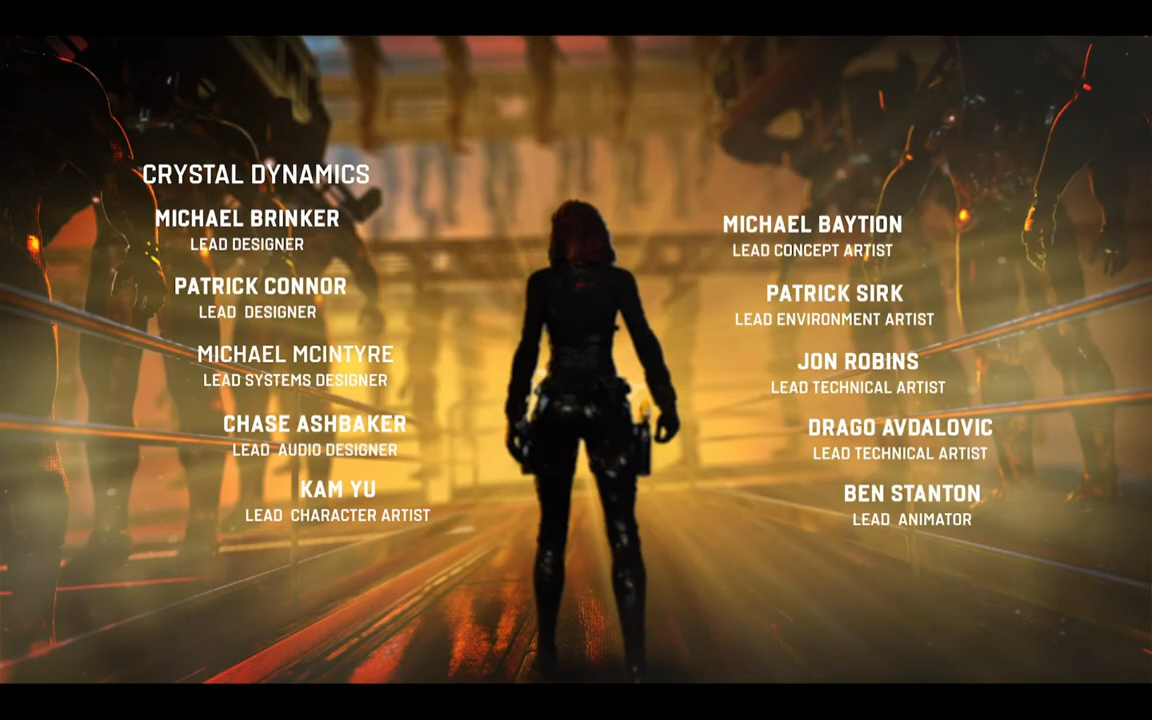 CRYSTAL DYNAMICS
MICHAEL BRINKER
LEAD DESIGNER
PATRICK CONNOR
LEAD DESIGNER
MICHAEL MCINTYRE
LEAD SYSTEMS DESIGNER
CHASE ASHBAKER
LEAD AUDIO DESIGNER
KAM YU
LEAD CHARACTER ARTIST
MICHAEL BAYTION
LEAD CONCEPT ARTIST
PATRICK SIRK
LEAD ENVIRONMENT ARTIST
JON ROBINS
LEAD TECHNICAL ARTIST
DRAGO AVDALOVIC
LEAD TECHNICAL ARTIST
BEN STANTON
LEAD ANIMATOR